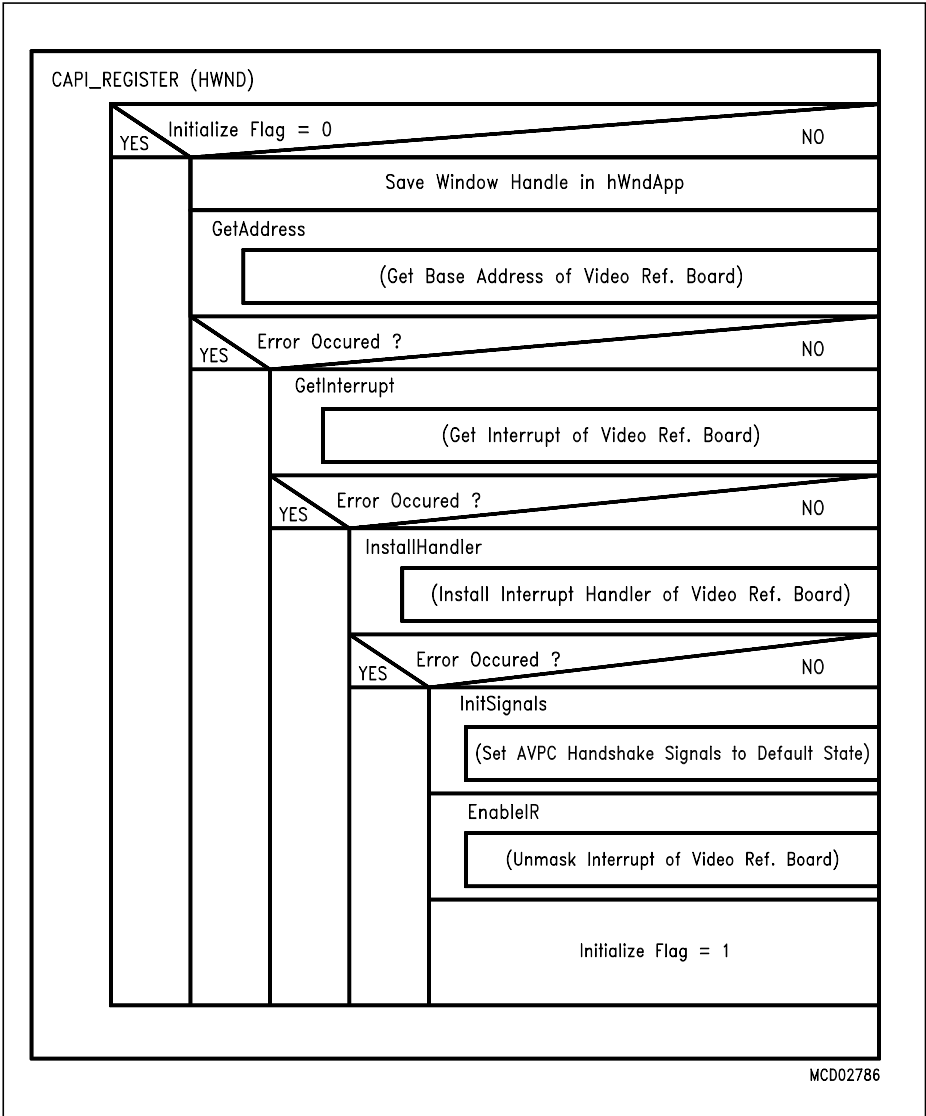 CAPI_REGISTER (HWND)
Initialize Flag = 0
YES
NO
Save Window Handle in hWndApp
GetAddress
(Get Base Address of Video Ref. Board)
Error Occured ?
YES
NO
GetInterrupt
(Get Interrupt of Video Ref. Board)
Error Occured ?
YES
NO
InstallHandler
(Install Interrupt Handler of Video Ref. Board)
Error Occured ?
YES
NO
InitSignals
(Set AVPC Handshake Signals to Default State)
EnableIR
(Unmask Interrupt of Video Ref. Board)
Initialize Flag = 1
MCD02786